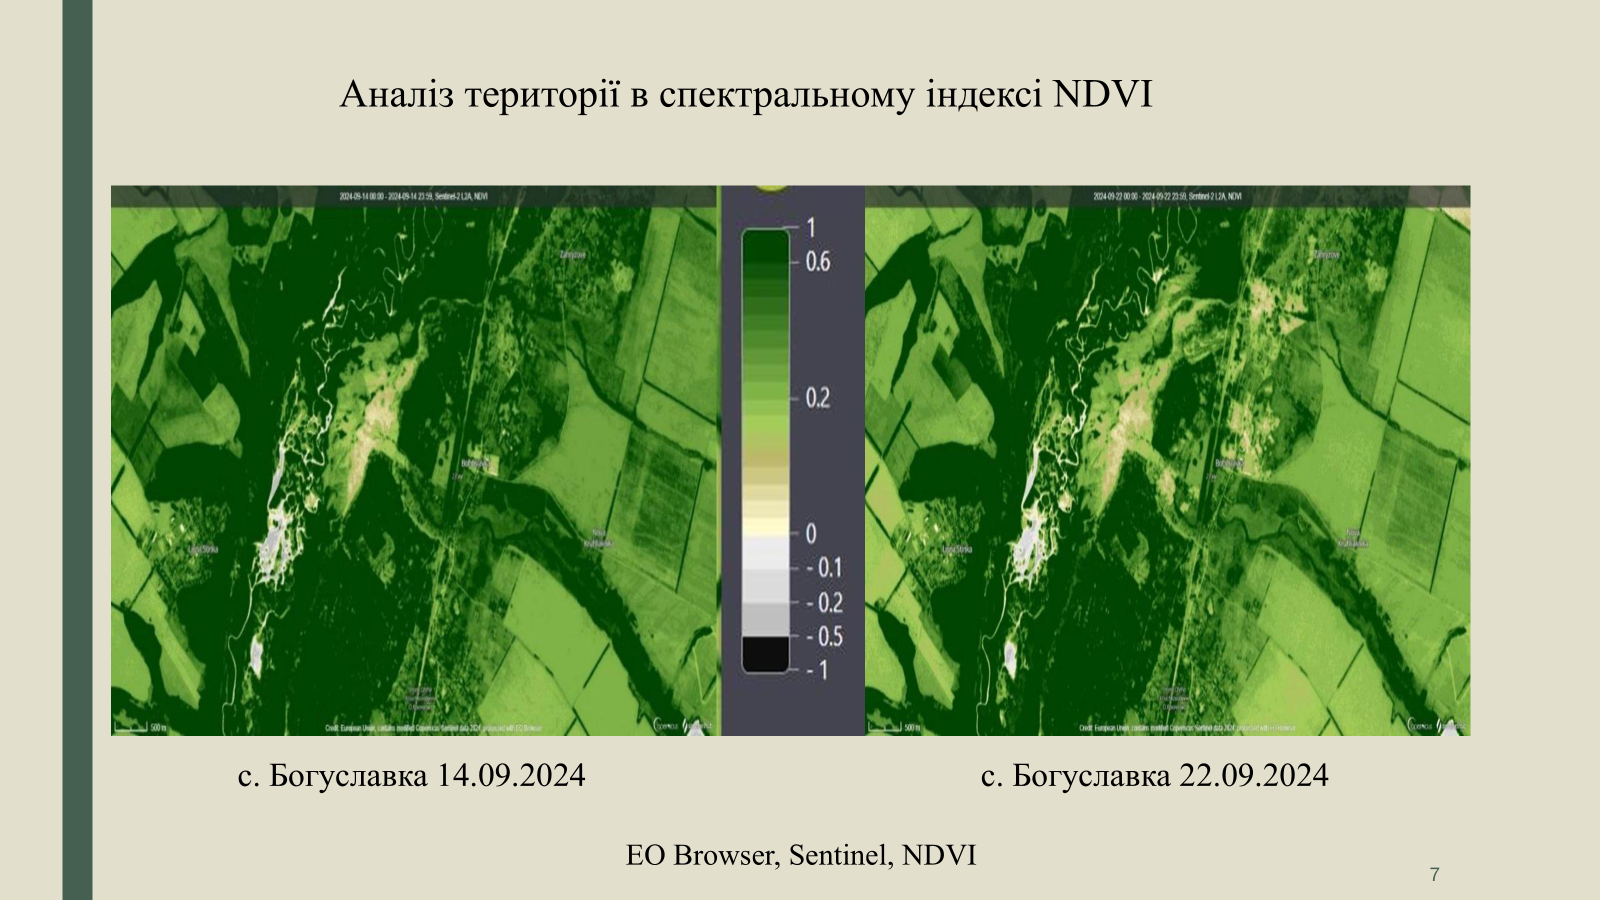 Аналіз території в спектральному індексі NDVI
2024-09-14 00:00 - 2024-09-14 23:59, Sentinel-2 L2A, NDVI
2024-09-22 00:00 - 2024-09-22 23:59, Sentinel-2 L2A, NDVI
1
0.6
0.2
0
- 0.1
- 0.2
- 0.5
- 1
500 m
Credit: European Union, contains modified Copernicus Sentinel data 2024, processed with EO Browser
500 m
Credit: European Union, contains modified Copernicus Sentinel data 2024, processed with EO Browser
с. Богуславка 14.09.2024
с. Богуславка 22.09.2024
EO Browser, Sentinel, NDVI
7